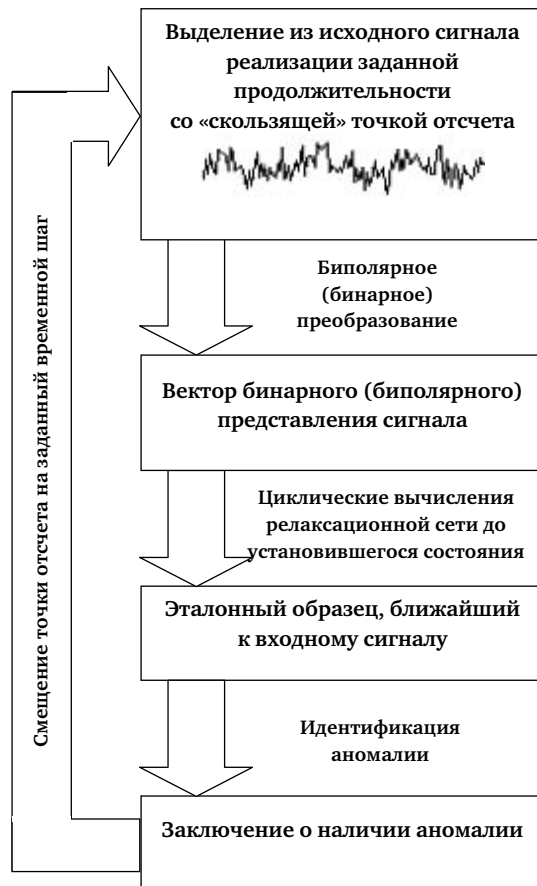 Выделение из исходного сигнала
реализации заданной
продолжительности
со «скользящей» точкой отсчета
Биполярное
(бинарное)
преобразование
Вектор бинарного (биполярного)
представления сигнала
Циклические вычисления
релаксационной сети до
установившегося состояния
Эталонный образец, ближайший
к входному сигналу
Идентификация
аномалии
Заключение о наличии аномалии
Смещение точки отсчета на заданный временной шаг